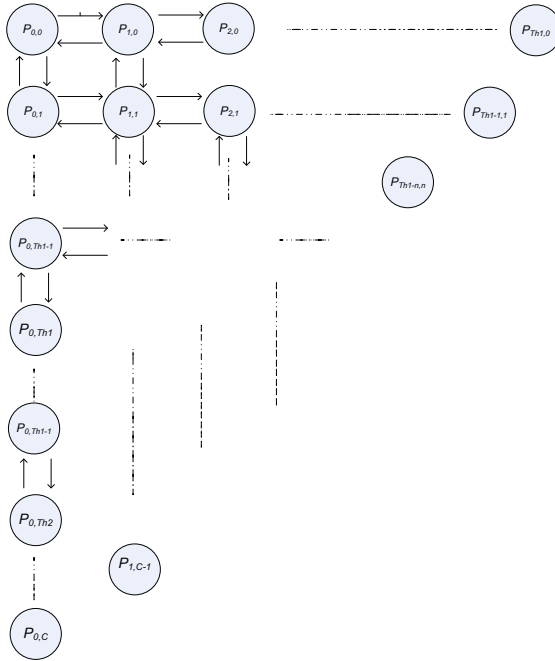 P0,0 P1,0 P2,0 PTh1,0
P0,1 P1,1 P2,1 PTh1-1,1
PTh1-n,n
P0,Th1-1
P0,Th1
P0,Th1-1
P0,Th2
P1,C-1
P0,C